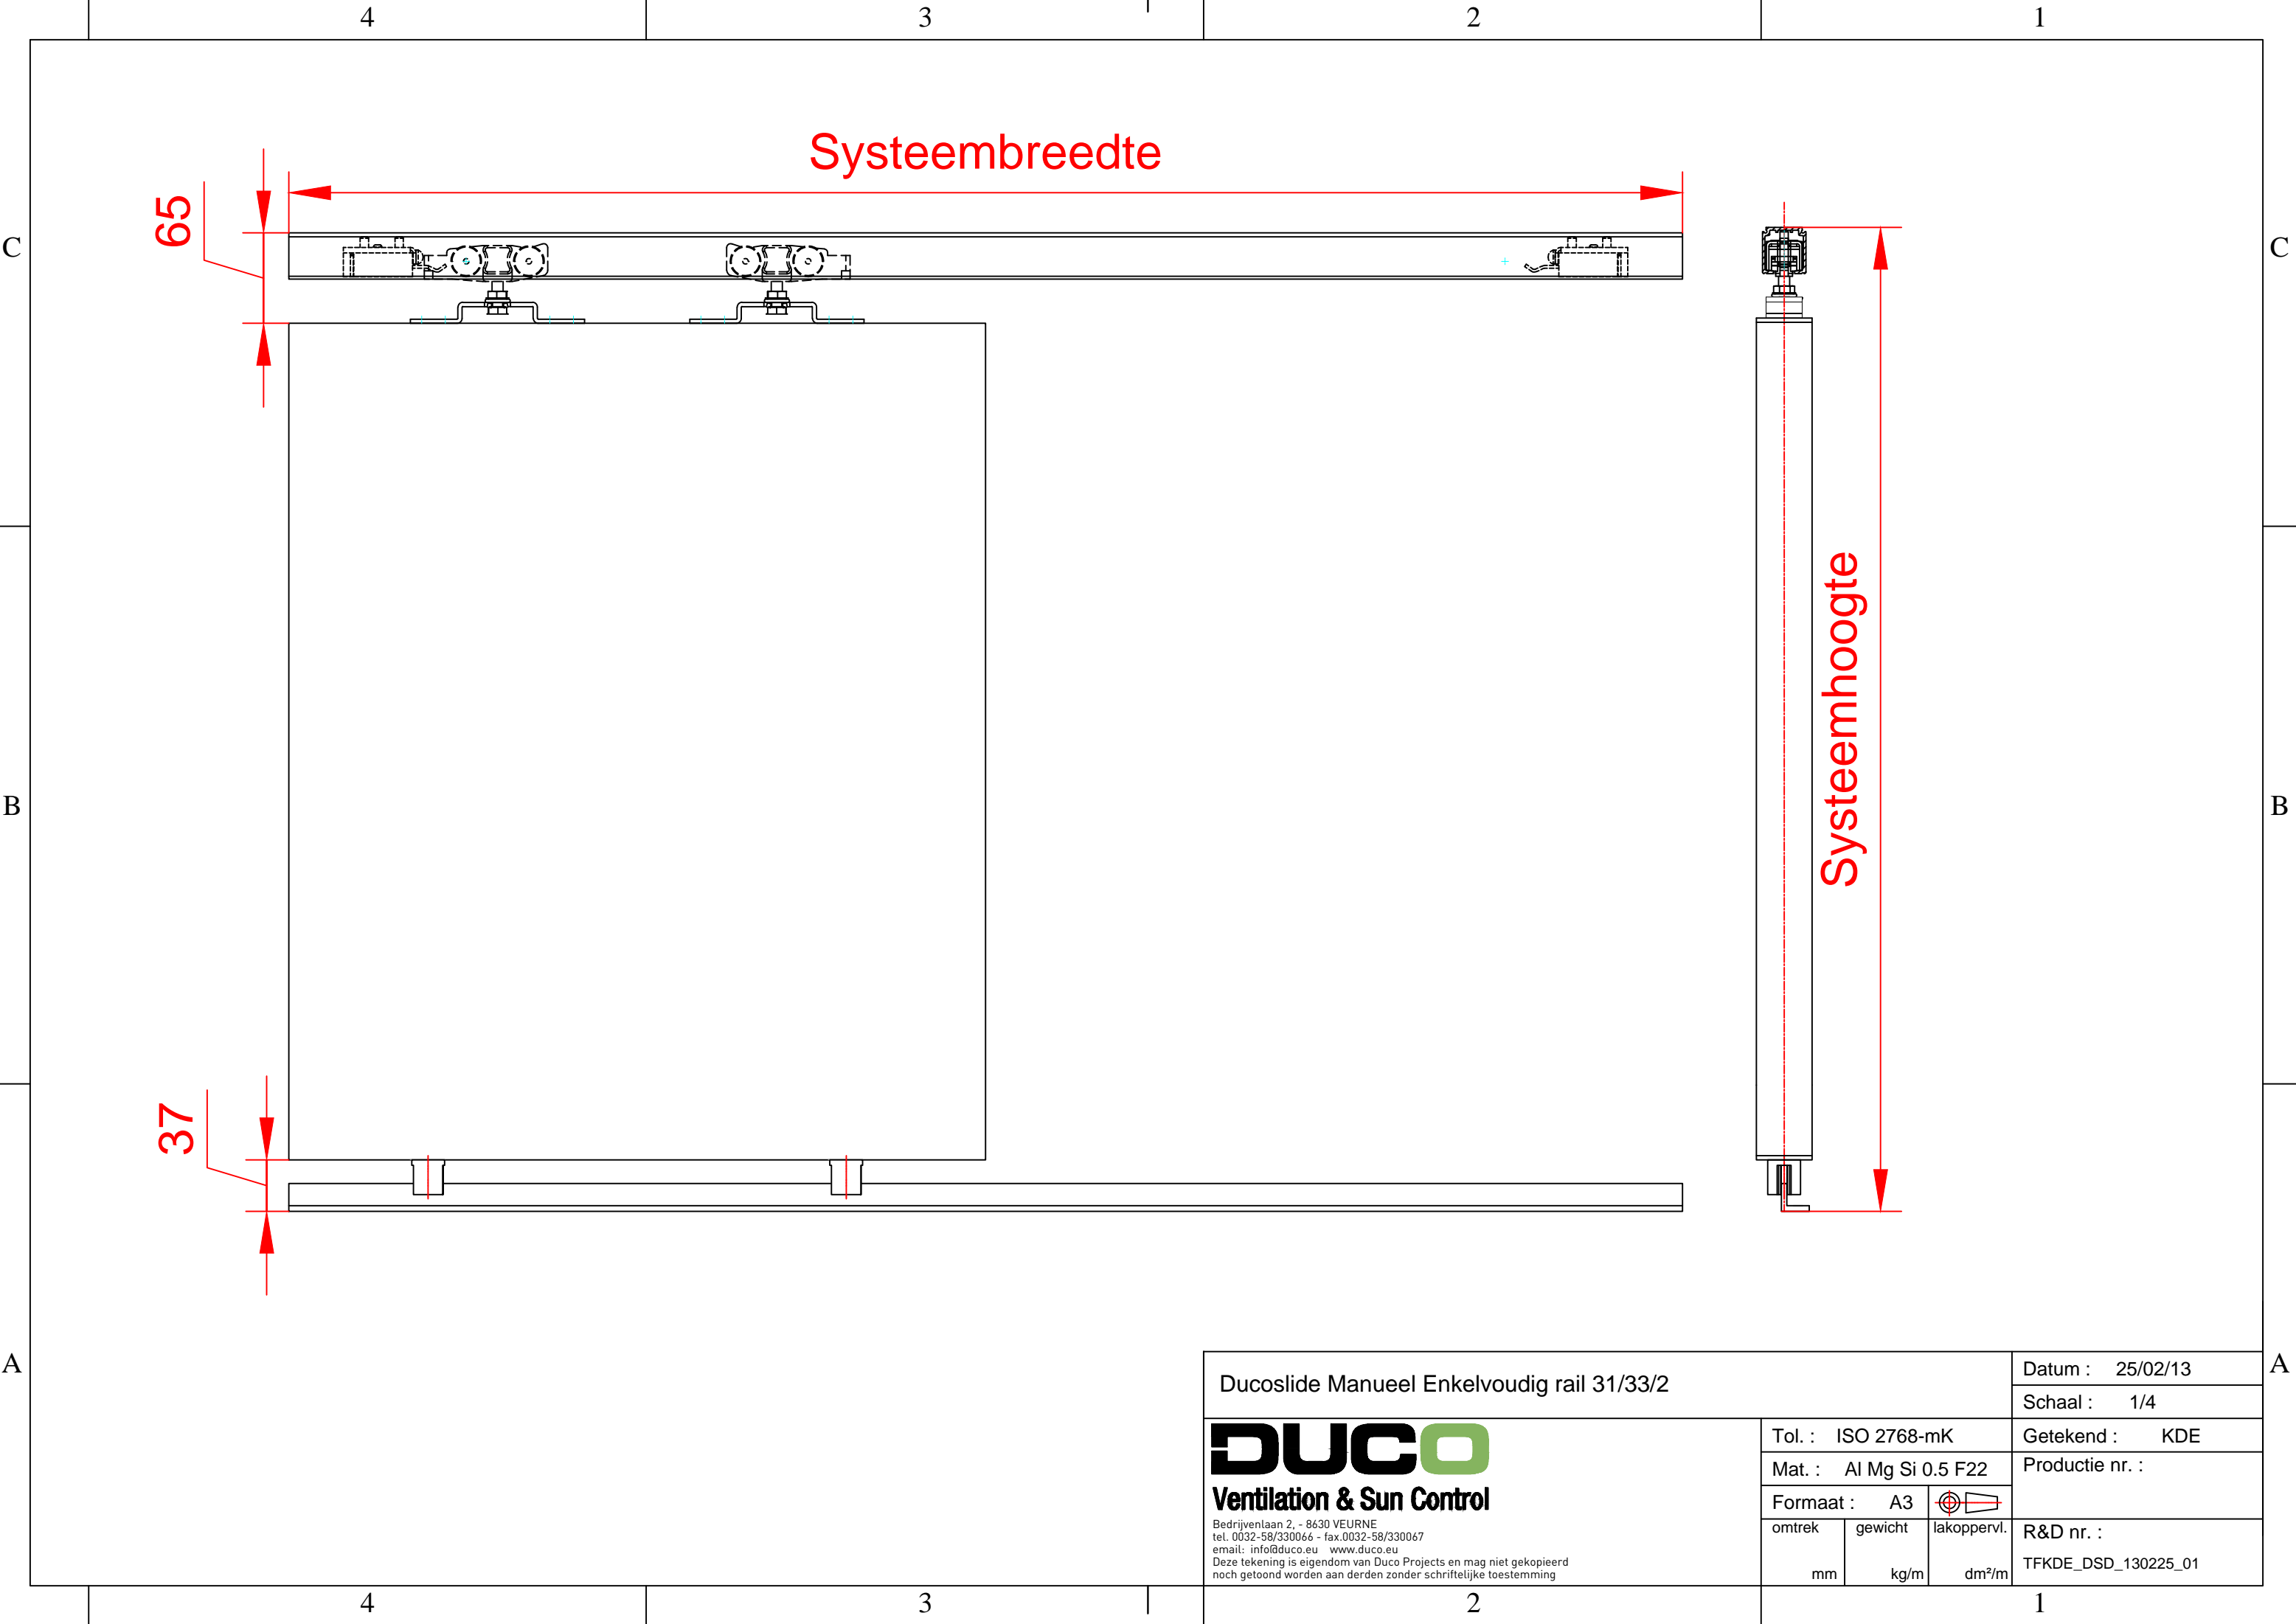 4 3 2 1
Systeembreedte
65
C C
Systeemhoogte
B B
37
A A
Ducoslide Manueel Enkelvoudig rail 31/33/2
Datum : 25/02/13
Schaal : 1/4
DUCO
Ventilation & Sun Control
Bedrijvenlaan 2, - 8630 VEURNE
tel. 0032-58/330066 - fax.0032-58/330067
email: info@duco.eu www.duco.eu
Deze tekening is eigendom van Duco Projects en mag niet gekopieerd
noch getoond worden aan derden zonder schriftelijke toestemming
Tol. : ISO 2768-mK
Getekend : KDE
Mat. : Al Mg Si 0.5 F22
Productie nr. :
Formaat : A3
omtrek gewicht lakoppervl.
mm kg/m dm²/m
R&D nr. :
TFKDE_DSD_130225_01
4 3 2 1